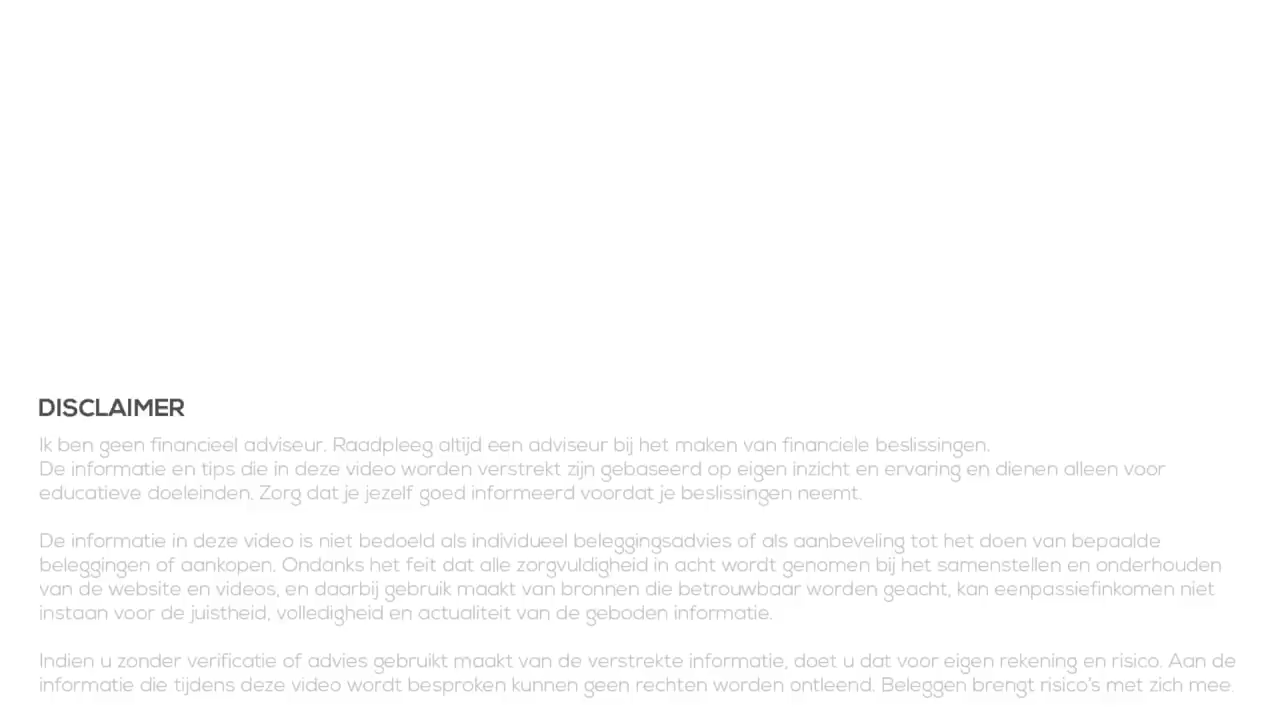 DISCLAIMER
Ik ben geen financieel adviseur. Raadpleeg altijd een adviseur bij het maken van financiele beslissingen.
De informatie en tips die in deze video worden verstrekt zijn gebaseerd op eigen inzicht en ervaring en dienen alleen voor
educatieve doeleinden. Zorg dat je jezelf goed informeerd voordat je beslissingen neemt.
De informatie in deze video is niet bedoeld als individueel beleggingsadvies of als aanbeveling tot het doen van bepaalde
beleggingen of aankopen. Ondanks het feit dat alle zorgvuldigheid in acht wordt genomen bij het samenstellen en onderhouden
van de website en videos, en daarbij gebruik maakt van bronnen die betrouwbaar worden geacht, kan eenpassiefinkomen niet
instaan voor de juistheid, volledigheid en actualiteit van de geboden informatie.
Indien u zonder verificatie of advies gebruikt maakt van de verstrekte informatie, doet u dat voor eigen rekening en risico. Aan de
informatie die tijdens deze video wordt besproken kunnen geen rechten worden ontleend. Beleggen brengt risico's met zich mee.